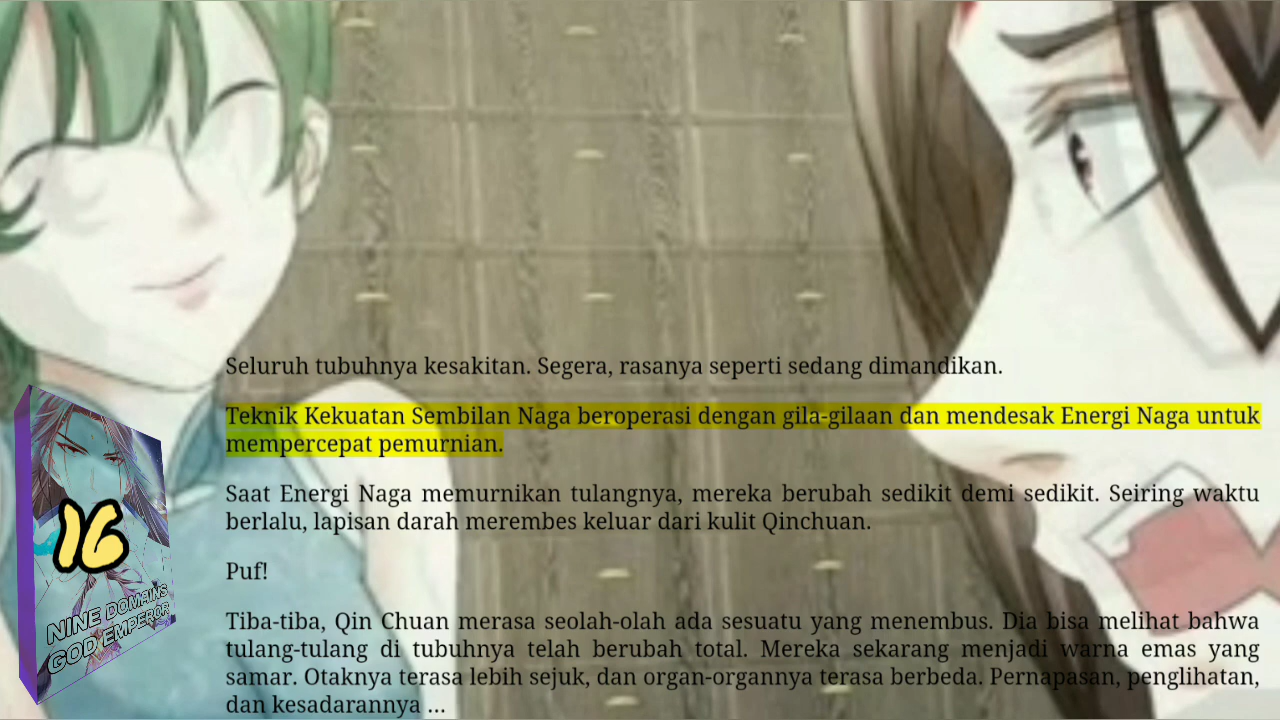 Seluruh tubuhnya kesakitan. Segera, rasanya seperti sedang dimandikan.
Teknik Kekuatan Sembilan Naga beroperasi dengan gila-gilaan dan mendesak Energi Naga untuk
mempercepat pemurnian.
Saat Energi Naga memurnikan tulangnya, mereka berubah sedikit demi sedikit. Seiring waktu
berlalu, lapisan darah merembes keluar dari kulit Qinchuan.
Puf!
Tiba-tiba, Qin Chuan merasa seolah-olah ada sesuatu yang menembus. Dia bisa melihat bahwa
tulang-tulang di tubuhnya telah berubah total. Mereka sekarang menjadi warna emas yang
samar. Otaknya terasa lebih sejuk, dan organ-organnya terasa berbeda. Pernapasan, penglihatan,
dan kesadarannya ...
16
NINE DOMAINS
GOD EMPEROR